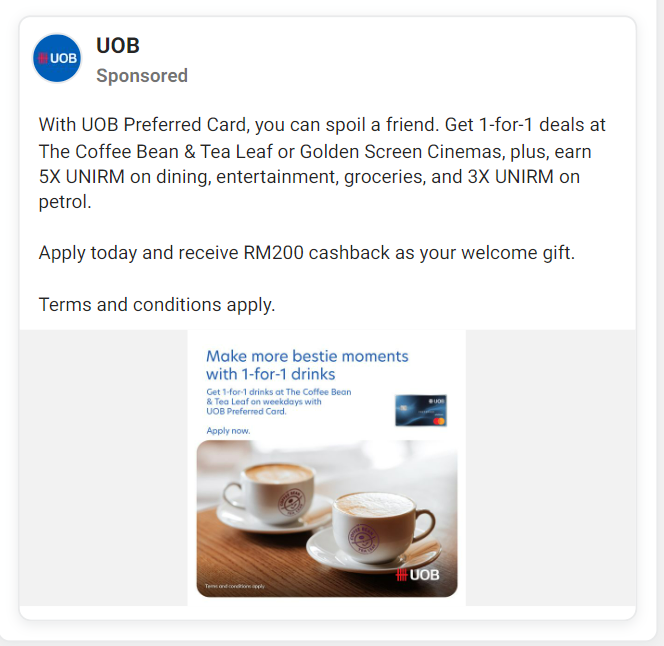 UOB
UOB
Sponsored
With UOB Preferred Card, you can spoil a friend. Get 1-for-1 deals at
The Coffee Bean & Tea Leaf or Golden Screen Cinemas, plus, earn
5X UNIRM on dining, entertainment, groceries, and 3X UNIRM on
petrol.
Apply today and receive RM200 cashback as your welcome gift.
Terms and conditions apply.
Make more bestie moments
with 1-for-1 drinks
Get 1-for-1 drinks at The Coffee Bean
& Tea Leaf on weekdays with
UOB Preferred Card.
Apply now.
UOB
UOB
Terms and conditions apply